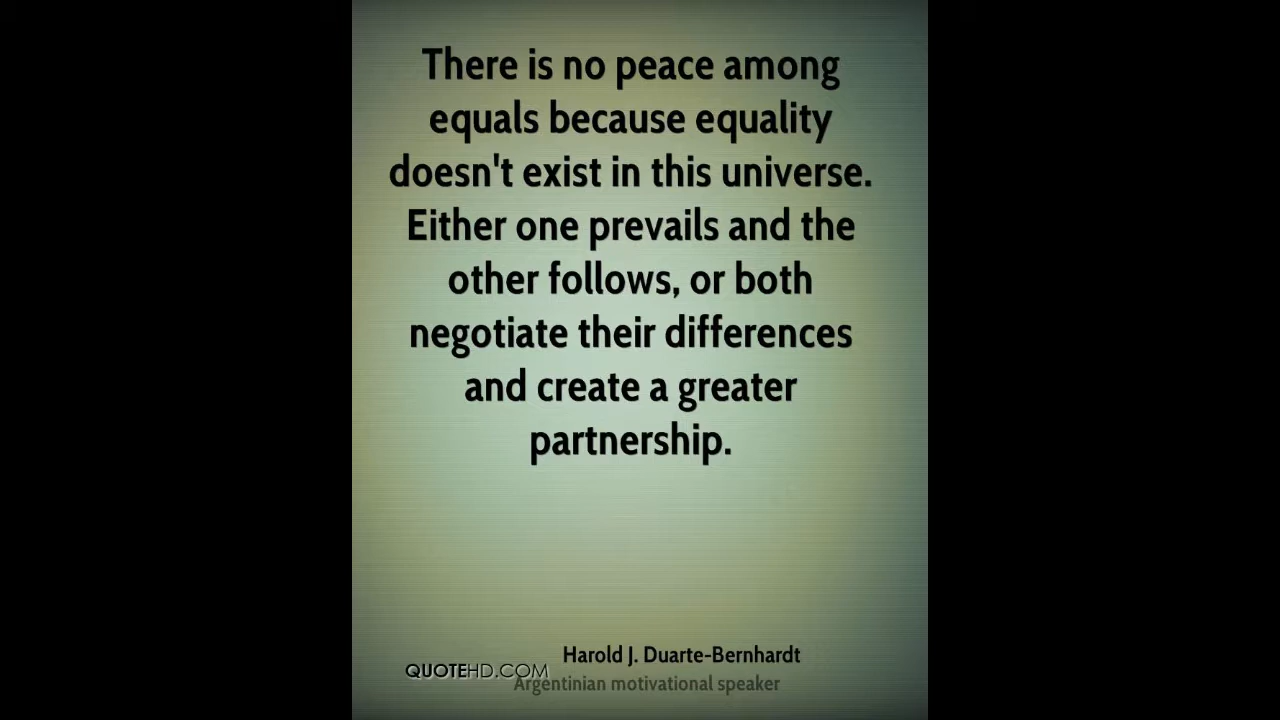 There is no peace among
equals because equality
doesn't exist in this universe.
Either one prevails and the
other follows, or both
negotiate their differences
and create a greater
partnership.
Harold J. Duarte-Bernhardt
QUOTEHD.COM
Argentinian motivational speaker